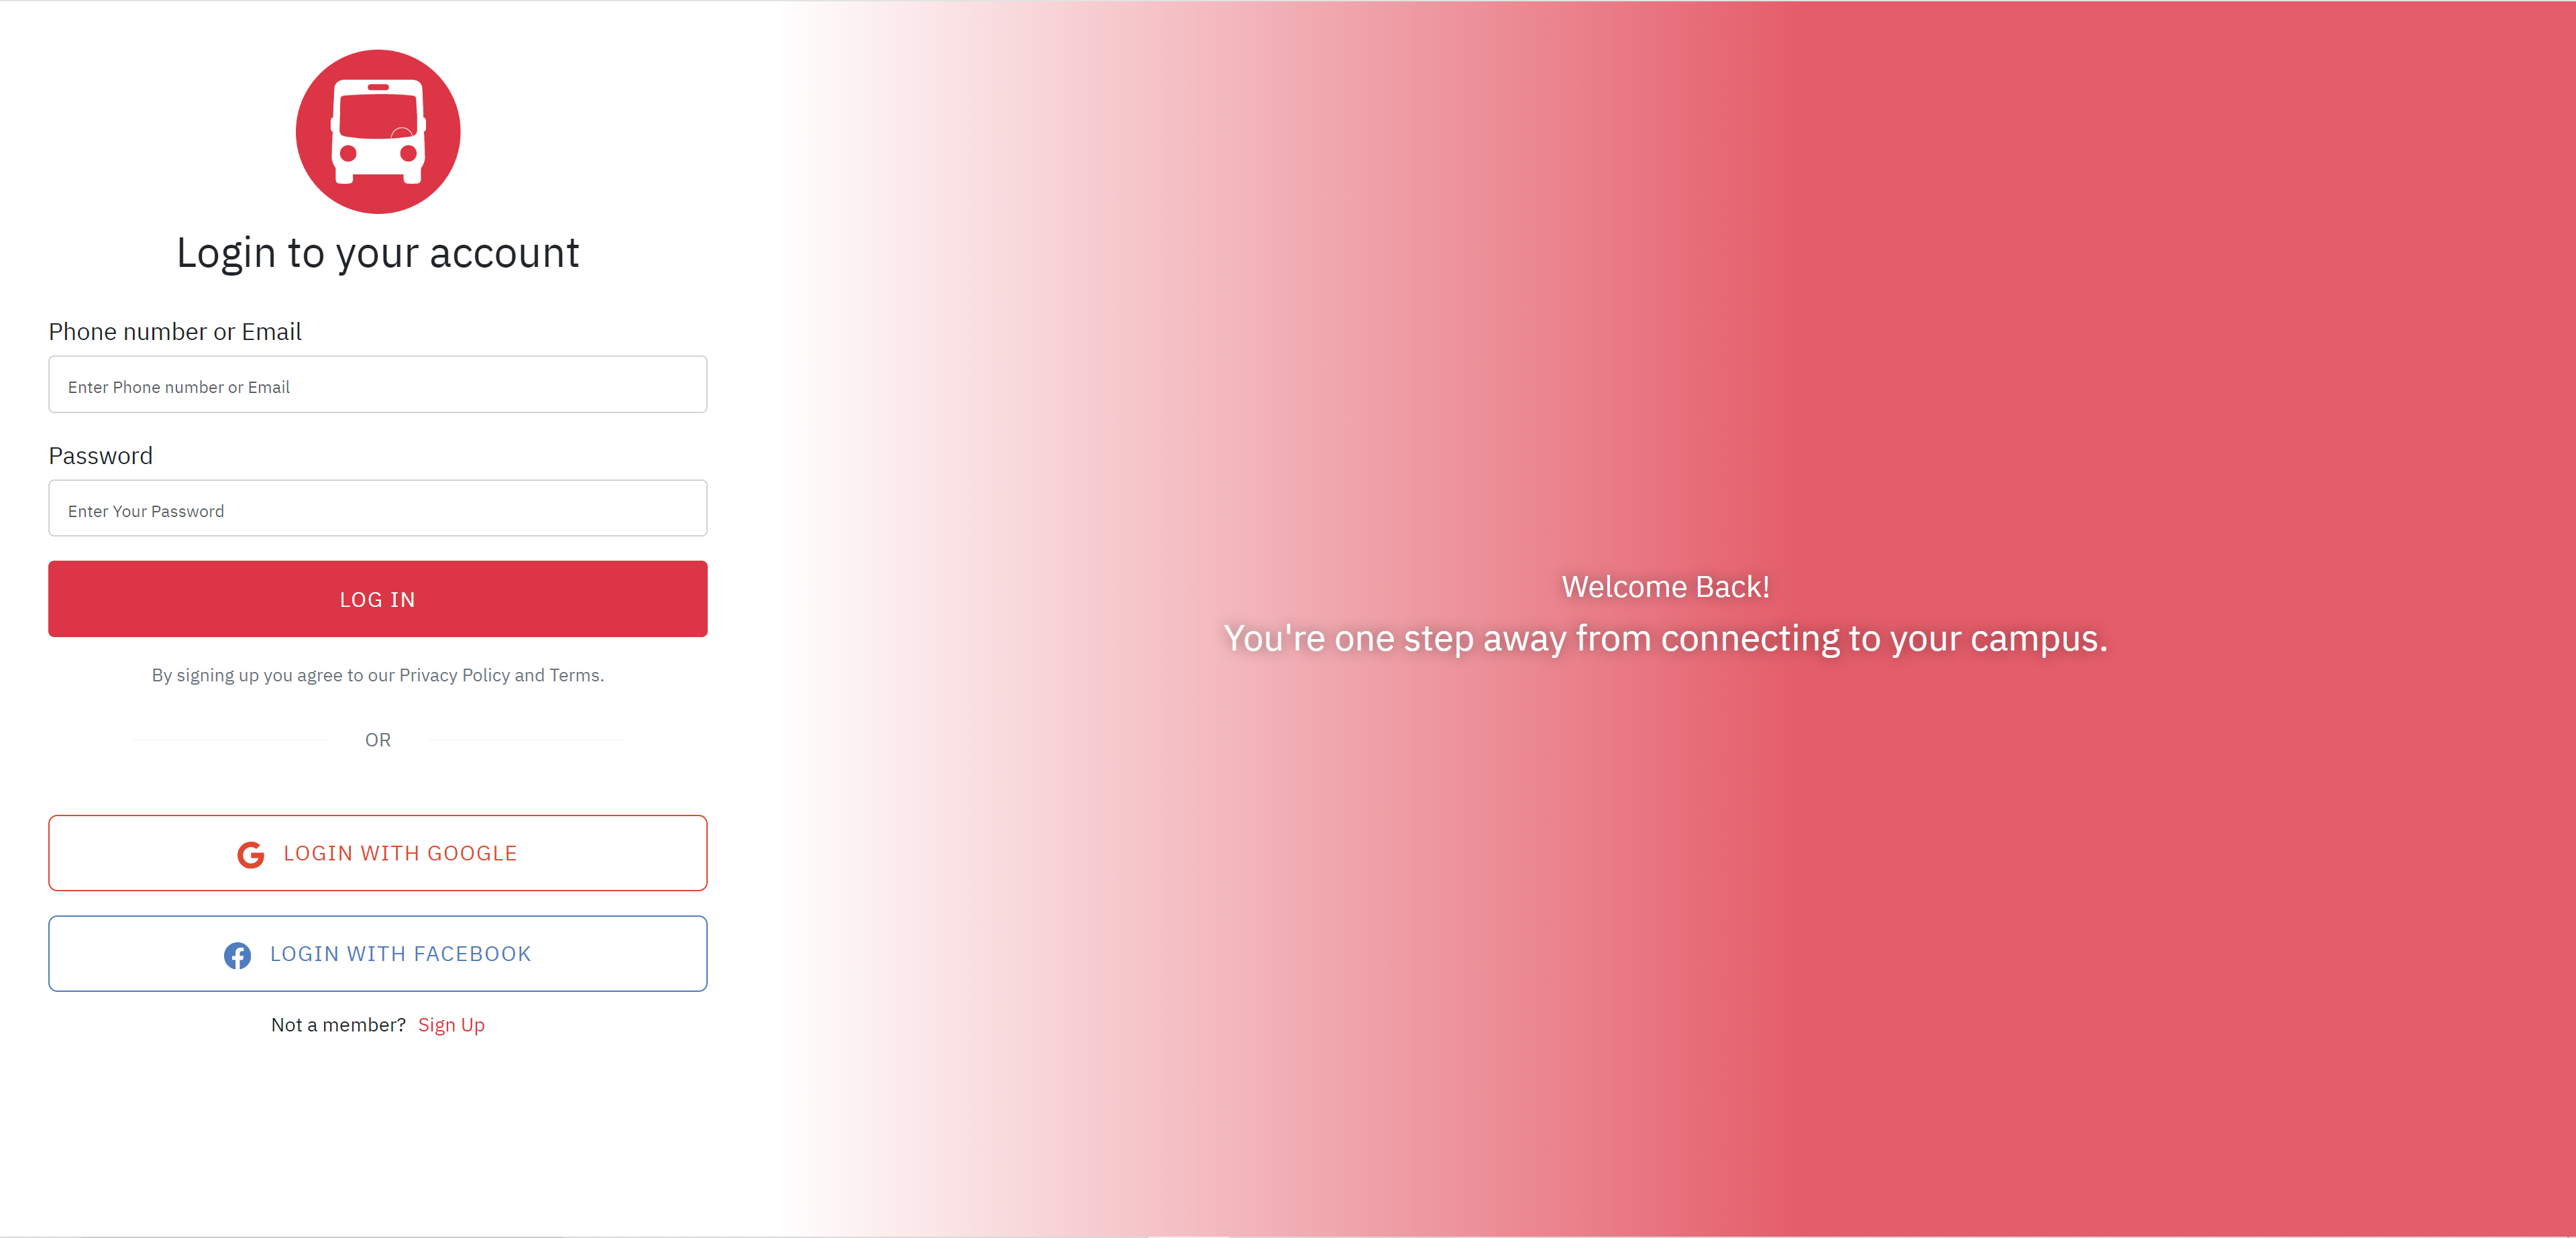 Login to your account
Phone number or Email
Enter Phone number or Email
Password
Enter Your Password
LOG IN
By signing up you agree to our Privacy Policy and Terms.
OR
LOGIN WITH GOOGLE
LOGIN WITH FACEBOOK
Not a member? Sign Up
Welcome Back!
You're one step away from connecting to your campus.